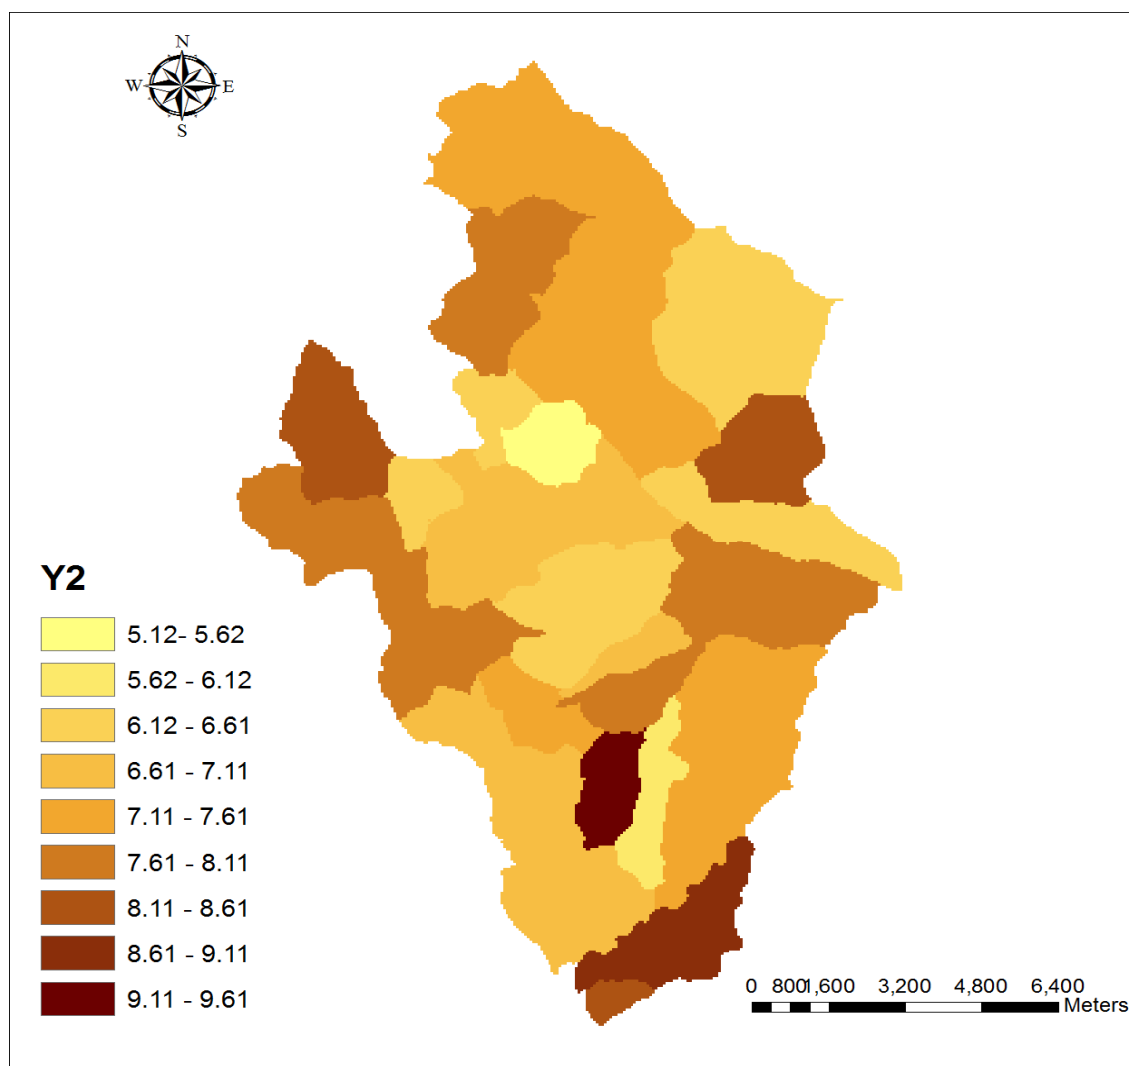 N
W E
S
Y2
5.12- 5.62
5.62 - 6.12
6.12 - 6.61
6.61 - 7.11
7.11 - 7.61
7.61 - 8.11
8.11 - 8.61
8.61 - 9.11
9.11 - 9.61
0 800 1,600 3,200 4,800 6,400
Meters